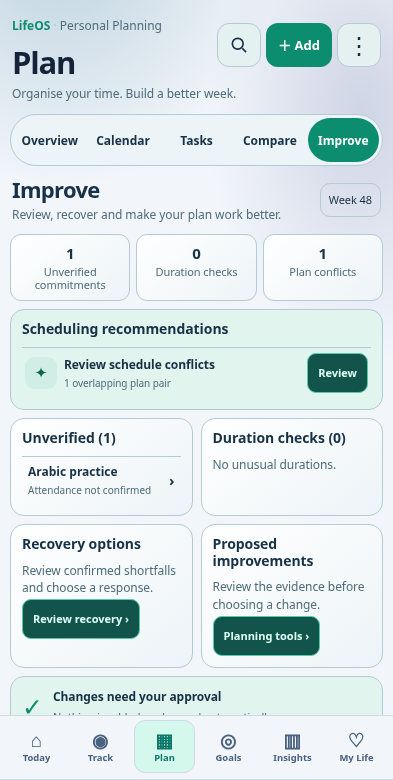 LifeOS Personal Planning
Plan
+ Add
Organise your time. Build a better week.
Overview Calendar Tasks Compare Improve
Improve
Review, recover and make your plan work better.
Week 48
1
Unverified
commitments
0
Duration checks
1
Plan conflicts
Scheduling recommendations
Review schedule conflicts
1 overlapping plan pair
Review
Unverified (1)
Arabic practice
Attendance not confirmed
›
Duration checks (0)
No unusual durations.
Recovery options
Review confirmed shortfalls
and choose a response.
Review recovery ›
Proposed
improvements
Review the evidence before
choosing a change.
Planning tools ›
Changes need your approval
Today Track Plan Goals Insights My Life